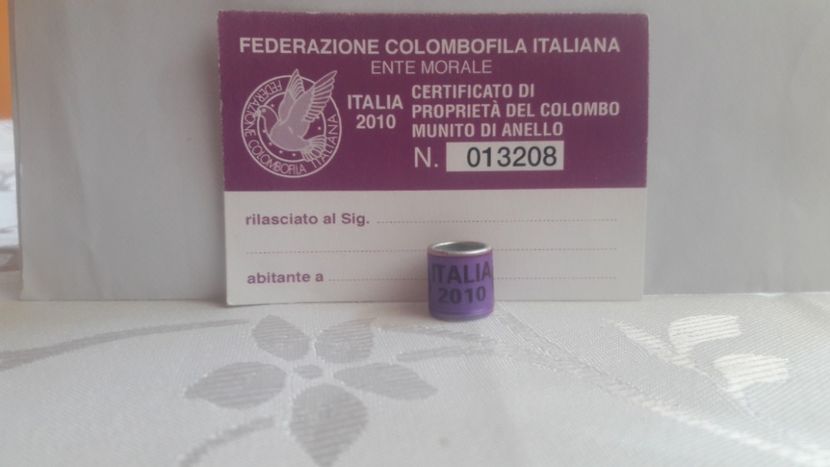 FEDERAZIONE COLOMBOFILA ITALIANA
ENTE MORALE
FEDERAZIONE COLOMBOFILA ITALIANA
ITALIA
2010
CERTIFICATO DI
PROPRIETÀ DEL COLOMBO
MUNITO DI ANELLO
N. 013208
rilasciato al Sig.
abitante a
ITALIA
2010